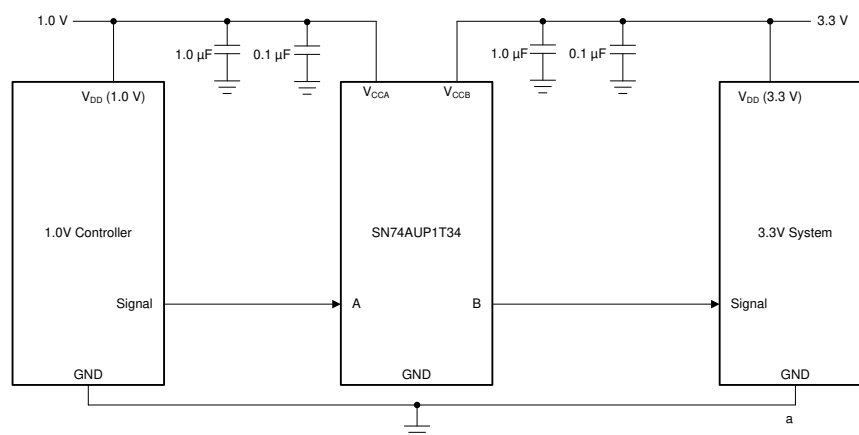 1.0 V
3.3 V
1.0 µF
0.1 µF
1.0 µF
0.1 µF
VDD (1.0 V)
VCCA
VCCB
VDD (3.3 V)
1.0V Controller
SN74AUP1T34
3.3V System
Signal
A
B
Signal
GND
GND
GND
a